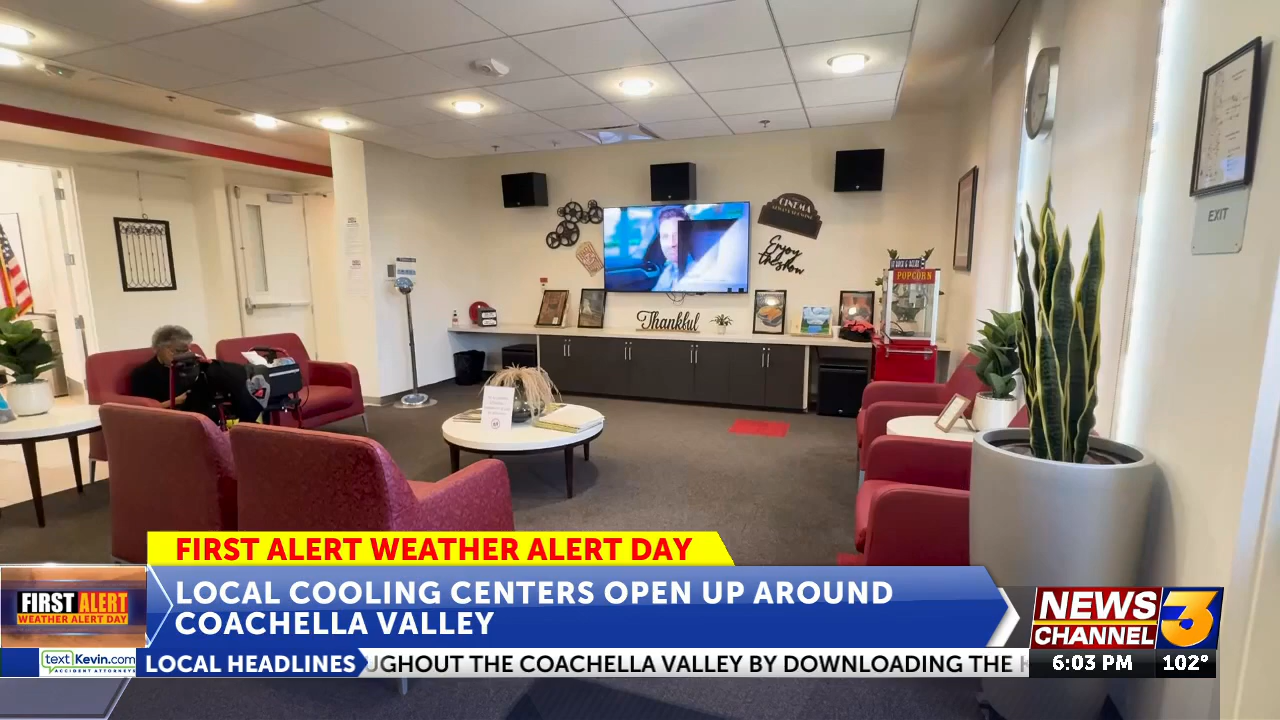 CINEMA
Enjoy the show
POPCORN
EXIT
Thankful
FIRST ALERT WEATHER ALERT DAY
LOCAL COOLING CENTERS OPEN UP AROUND
COACHELLA VALLEY
FIRST ALERT
WEATHER ALERT DAY
NEWS
CHANNEL 3
textKevin.com
ACCIDENT ATTORNEYS
LOCAL HEADLINES
UGHOUT THE COACHELLA VALLEY BY DOWNLOADING THE K
6:03 PM 102°